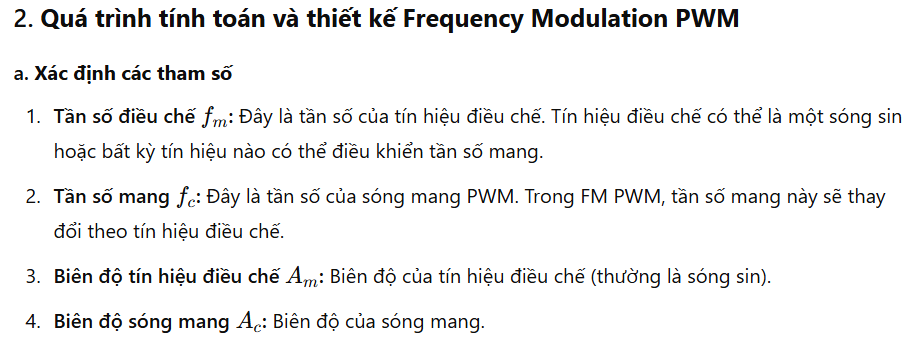 2. Quá trình tính toán và thiết kế Frequency Modulation PWM
a. Xác định các tham số
1. Tần số điều chế fm: Đây là tần số của tín hiệu điều chế. Tín hiệu điều chế có thể là một sóng sin
hoặc bất kỳ tín hiệu nào có thể điều khiển tần số mang.
2. Tần số mang fc: Đây là tần số của sóng mang PWM. Trong FM PWM, tần số mang này sẽ thay
đổi theo tín hiệu điều chế.
3. Biên độ tín hiệu điều chế Am: Biên độ của tín hiệu điều chế (thường là sóng sin).
4. Biên độ sóng mang Ac: Biên độ của sóng mang.